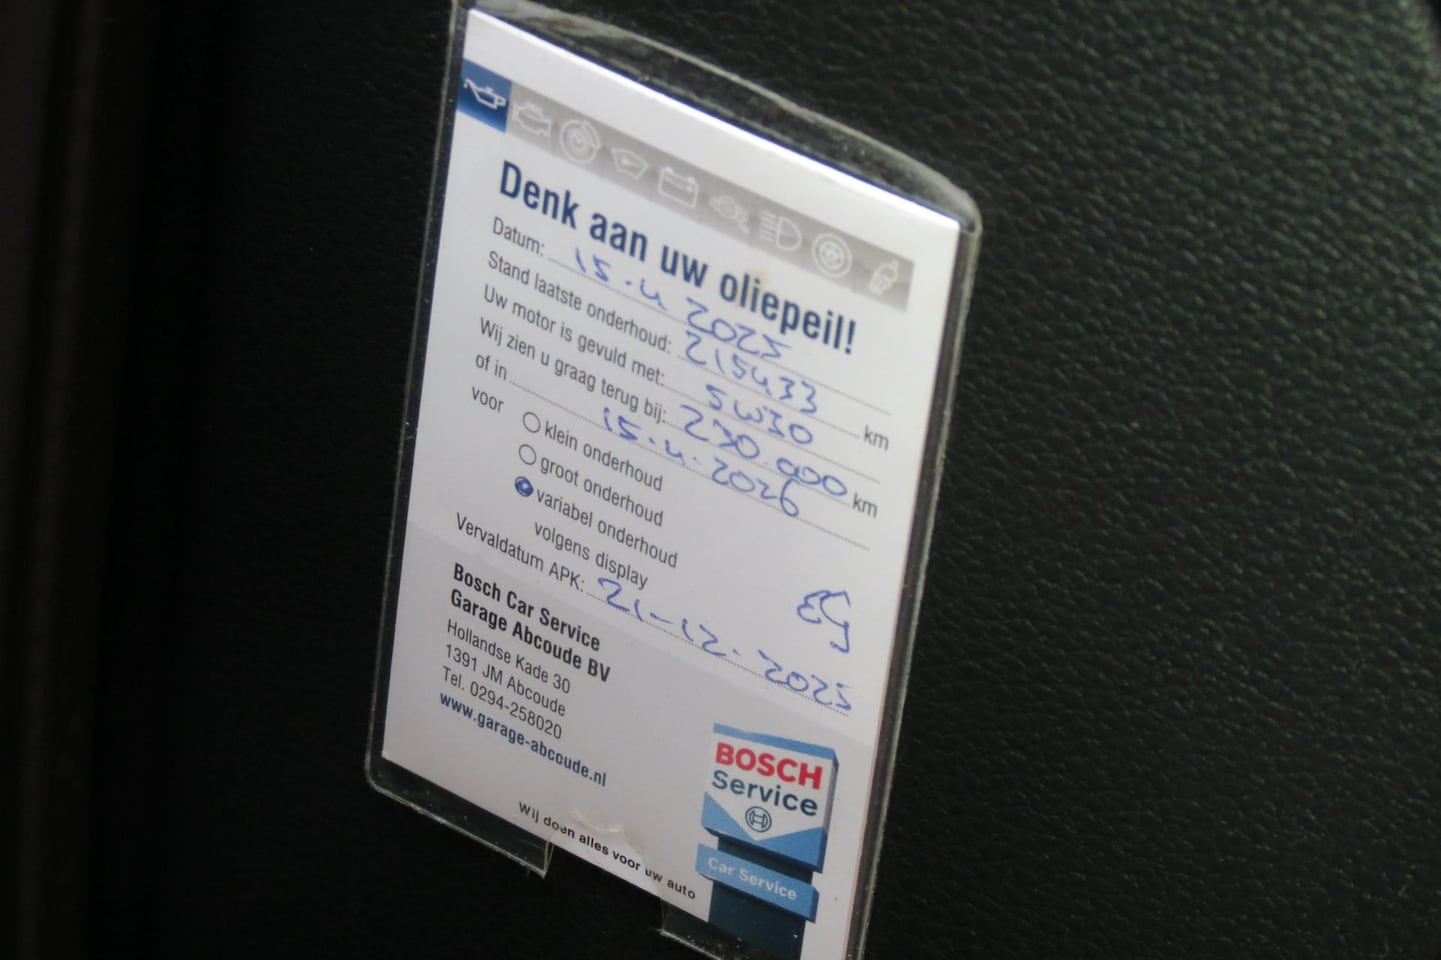 Denk aan uw oliepeil!
Datum: 15.4 2025
Stand laatste onderhoud: 215433 km
Uw motor is gevuld met: 5W30
Wij zien u graag terug bij: 230.000 km
of in 15.4.2026
voor klein onderhoud
groot onderhoud
variabel onderhoud
volgens display
Vervaldatum APK: 21-12.2025
Bosch Car Service
Garage Abcoude BV
Hollandse Kade 30
1391 JM Abcoude
Tel. 0294-258020
www.garage-abcoude.nl
Wij doen alles voor uw auto
BOSCH
Service
Car Service